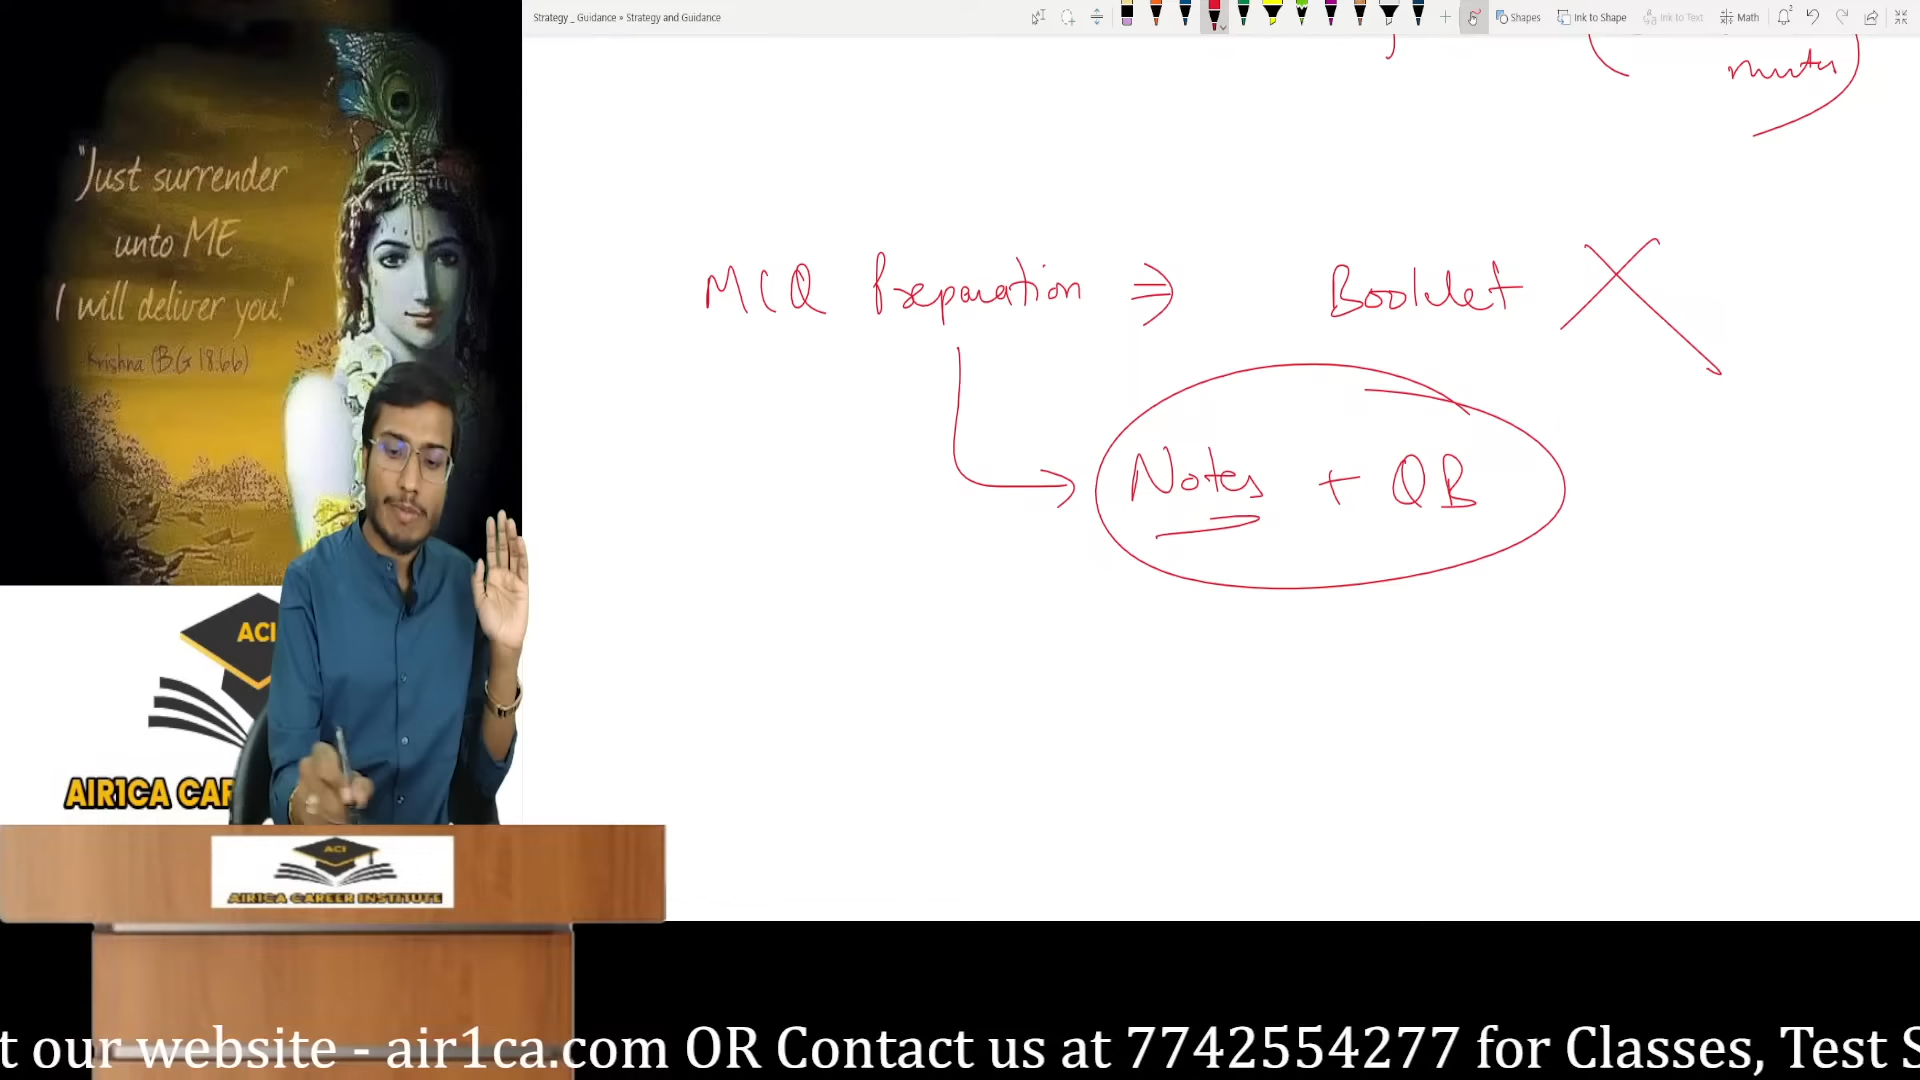 Strategy _ Guidance » Strategy and Guidance
Shapes
Ink to Shape
Ink to Text
Math
"Just surrender
unto ME
I will deliver you!"
Krishna (B.G 18:66)
MCQ Preparation ⇒ Booklet
Notes + QB
ACI
AIR1CA CAR
ACI
AIR1CA CAREER INSTITUTE
t our website - air1ca.com OR Contact us at 7742554277 for Classes, Test S